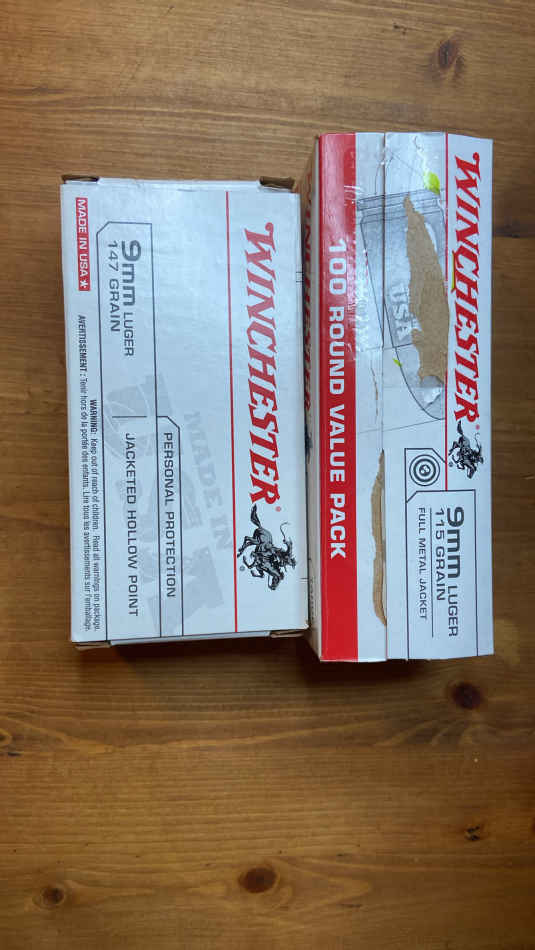 WINCHESTER
®
MADE IN USA
PERSONAL PROTECTION
9mm LUGER
147 GRAIN
JACKETED HOLLOW POINT
MADE IN USA ★
WARNING: Keep out of reach of children. Read all warnings on package.
AVERTISSEMENT : Tenir hors de la portée des enfants. Lire tous les avertissements sur l'emballage.
WINCHESTER
®
9mm LUGER
115 GRAIN
FULL METAL JACKET
USA
100 ROUND VALUE PACK